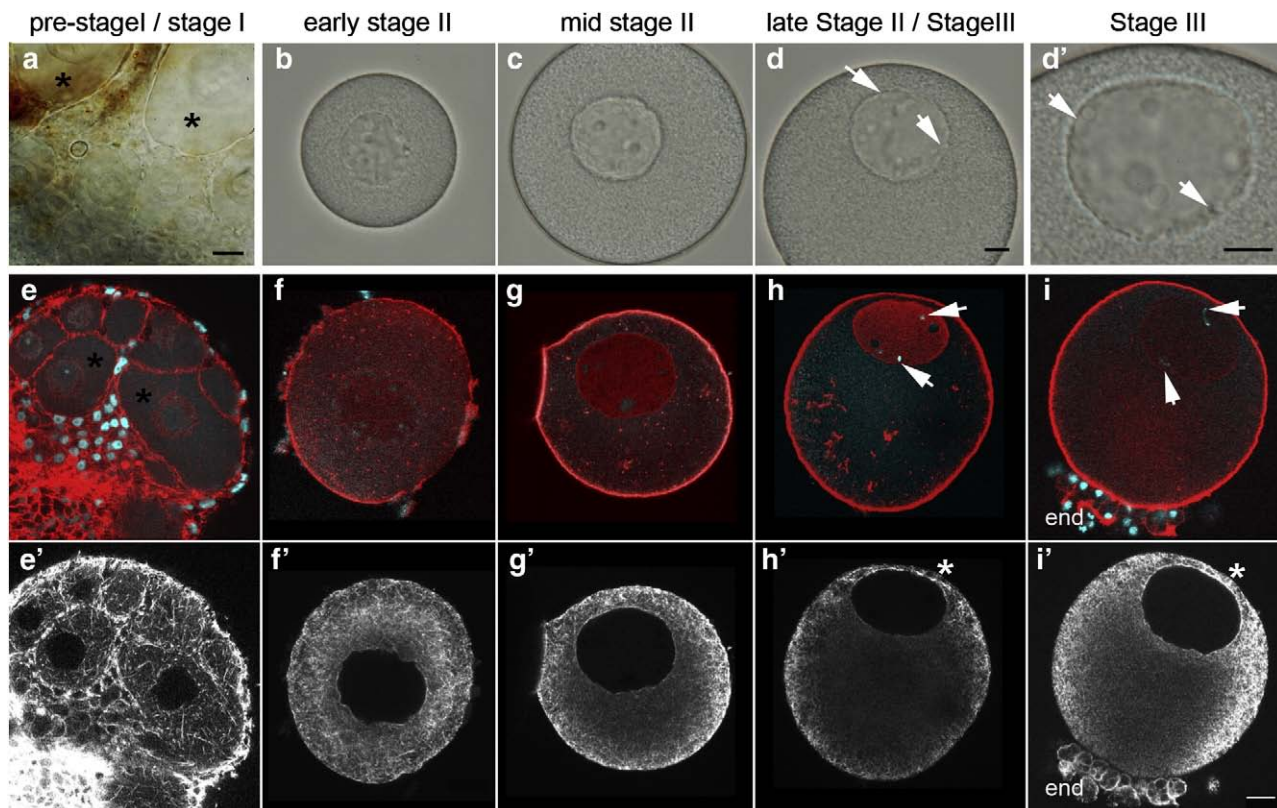 pre-stageI / stage I early stage II mid stage II late Stage II / StageIII Stage III
a b c d d’
* *
e f g h i
* *
end
e’ f’ g’ h’ i’
* *
end